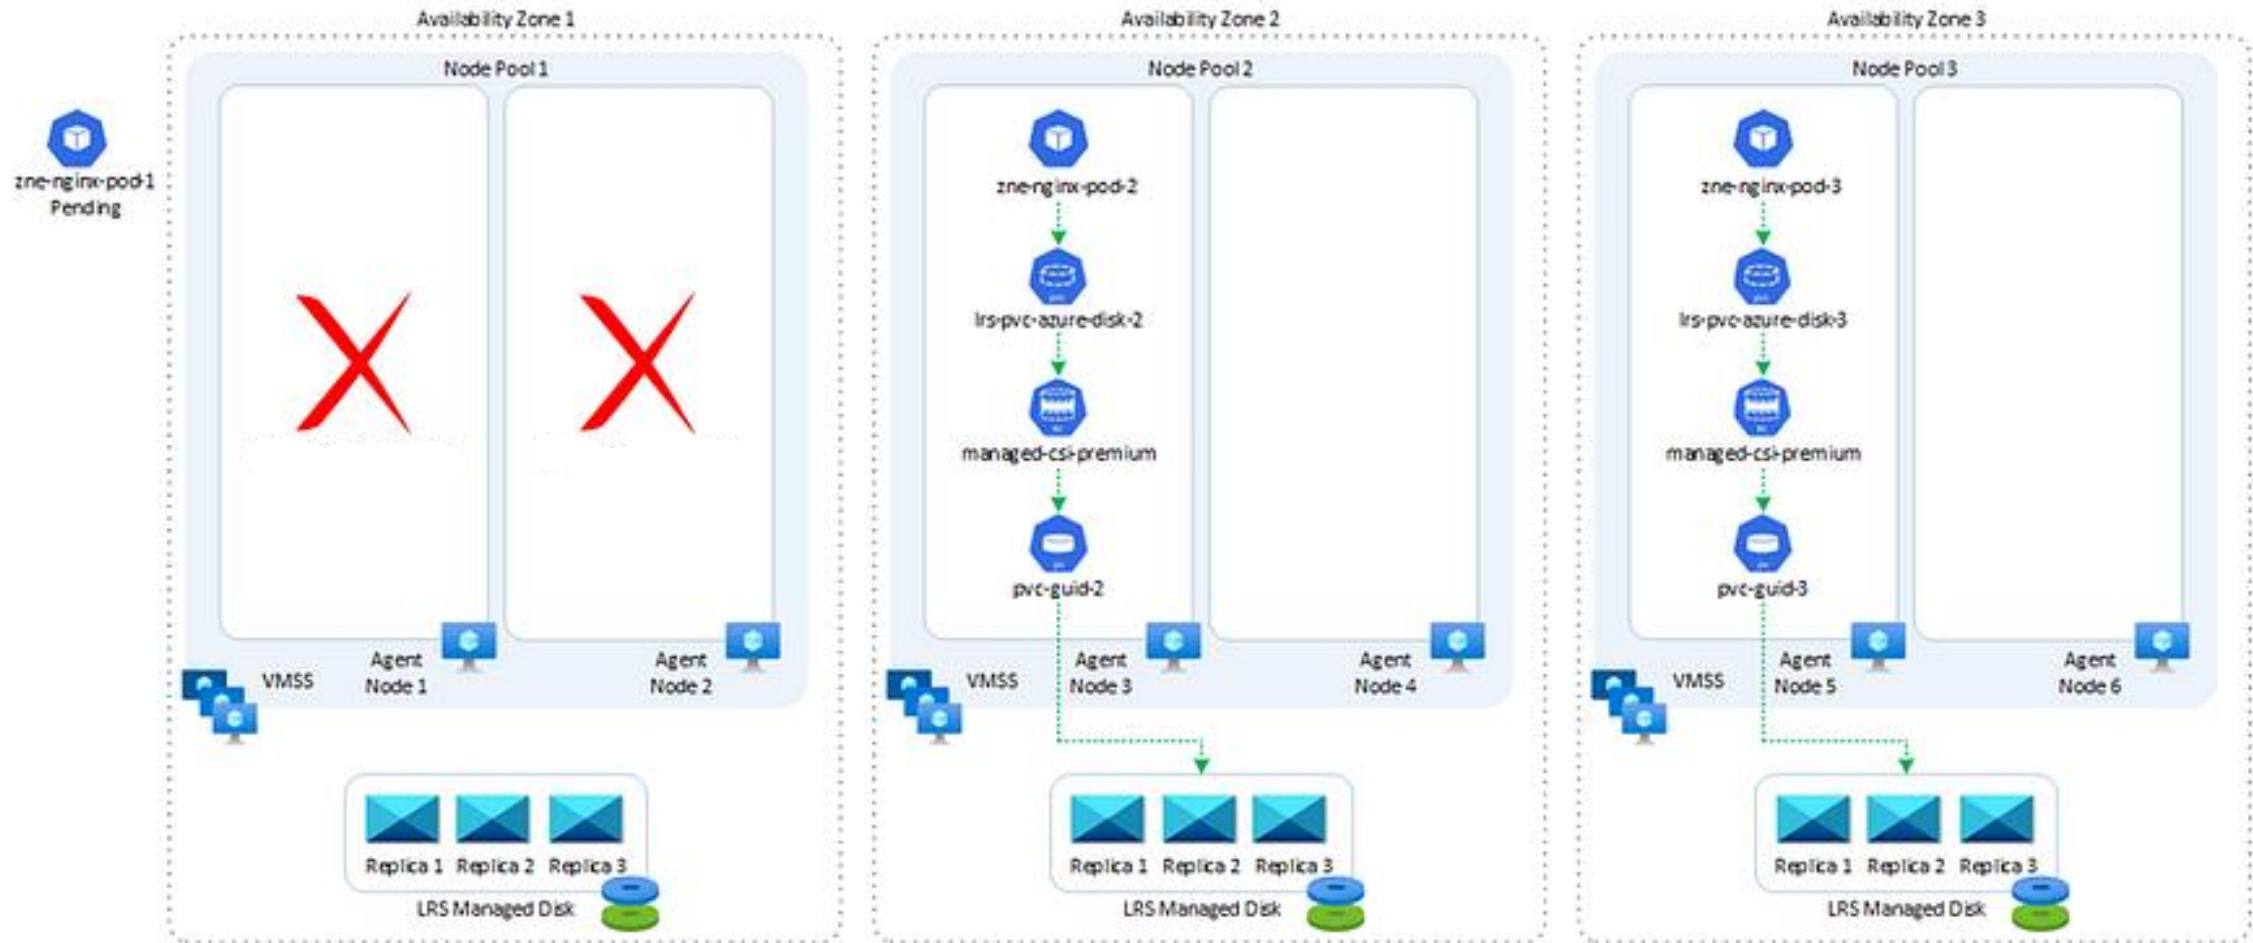 Availability Zone 1
Availability Zone 2
Availability Zone 3
Node Pool 1
Node Pool 2
Node Pool 3
zne-nginx-pod-1
Pending
zne-nginx-pod-2
zne-nginx-pod-3
lrs-pvc-azure-disk-2
lrs-pvc-azure-disk-3
managed-csi-premium
managed-csi-premium
pvc-guid-2
pvc-guid-3
VMSS
Agent
Node 1
Agent
Node 2
VMSS
Agent
Node 3
Agent
Node 4
VMSS
Agent
Node 5
Agent
Node 6
Replica 1 Replica 2 Replica 3
LRS Managed Disk
Replica 1 Replica 2 Replica 3
LRS Managed Disk
Replica 1 Replica 2 Replica 3
LRS Managed Disk